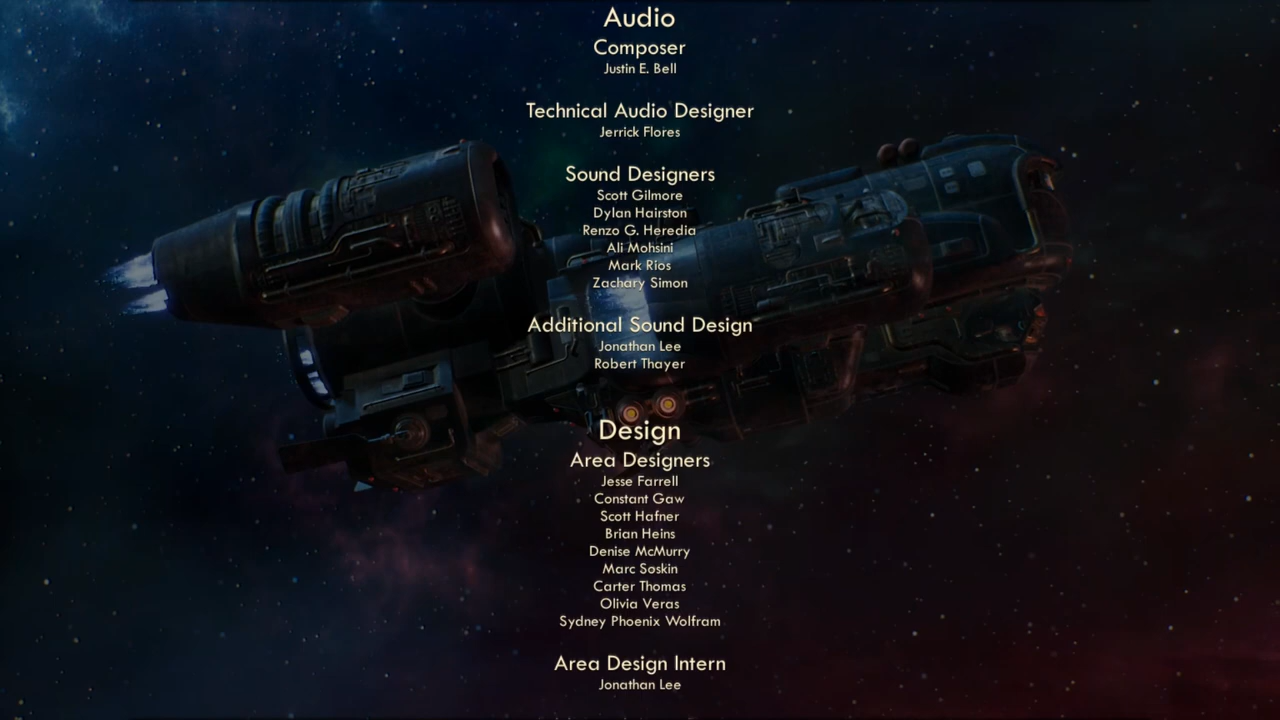 Audio
Composer
Justin E. Bell
Technical Audio Designer
Jerrick Flores
Sound Designers
Scott Gilmore
Dylan Hairston
Renzo G. Heredia
Ali Mohsini
Mark Rios
Zachary Simon
Additional Sound Design
Jonathan Lee
Robert Thayer
Design
Area Designers
Jesse Farrell
Constant Gaw
Scott Hafner
Brian Heins
Denise McMurry
Marc Soskin
Carter Thomas
Olivia Veras
Sydney Phoenix Wolfram
Area Design Intern
Jonathan Lee